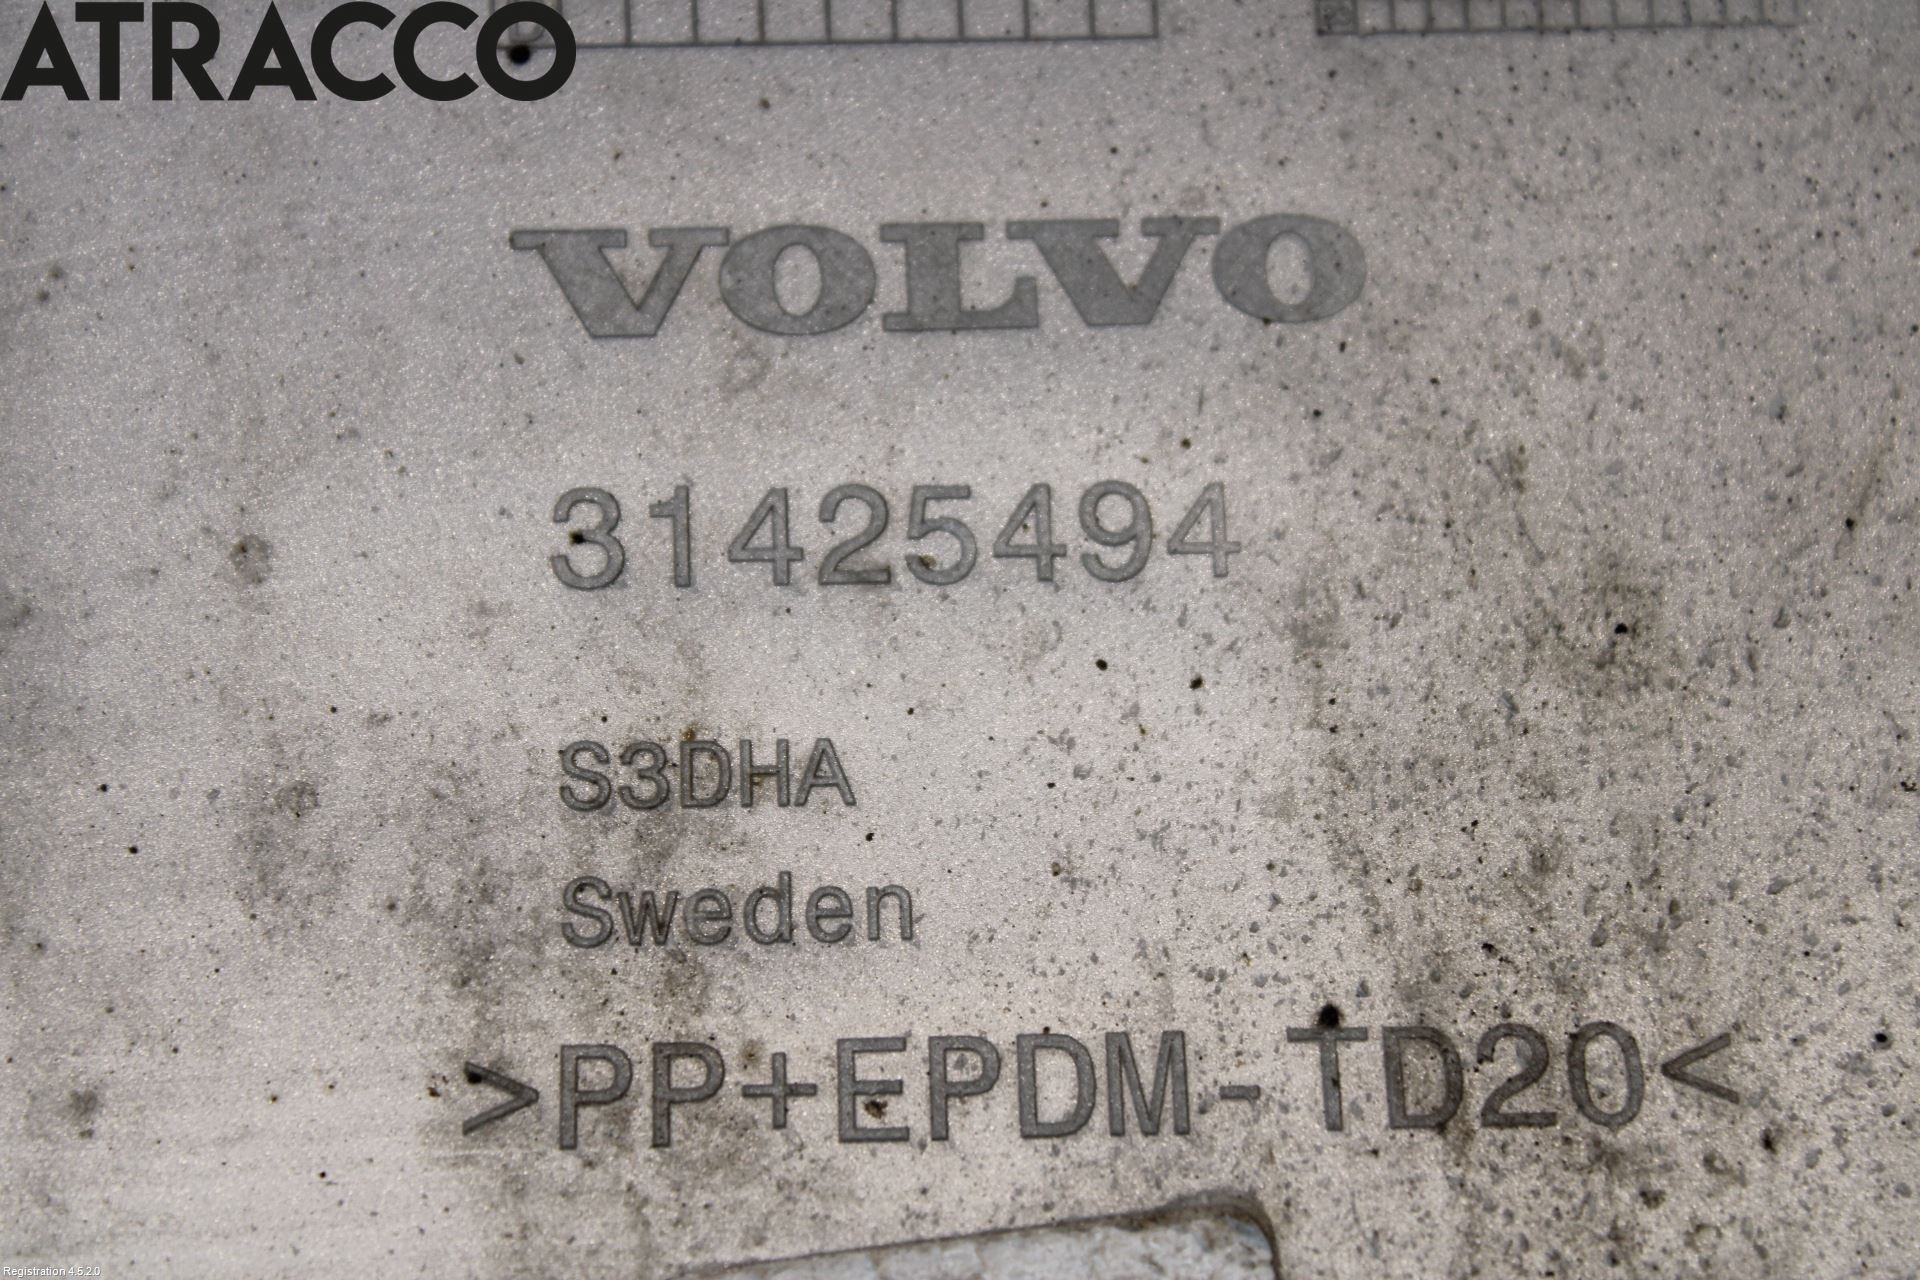 ATRACCO
VOLVO
31425494
S3DHA
Sweden
>PP+EPDM-TD20<
Registration 4.5.2.0